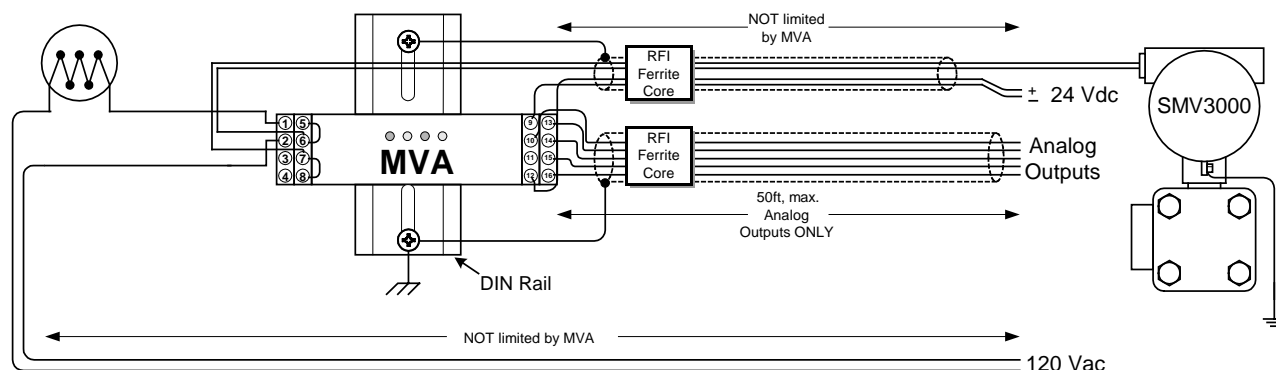 NOT limited
by MVA
RFI
Ferrite
Core
± 24 Vdc
SMV3000
1 5
2 6
3 7
4 8
MVA
9 13
10 14
11 15
12 16
RFI
Ferrite
Core
Analog
Outputs
50ft, max.
Analog
Outputs ONLY
DIN Rail
NOT limited by MVA
120 Vac